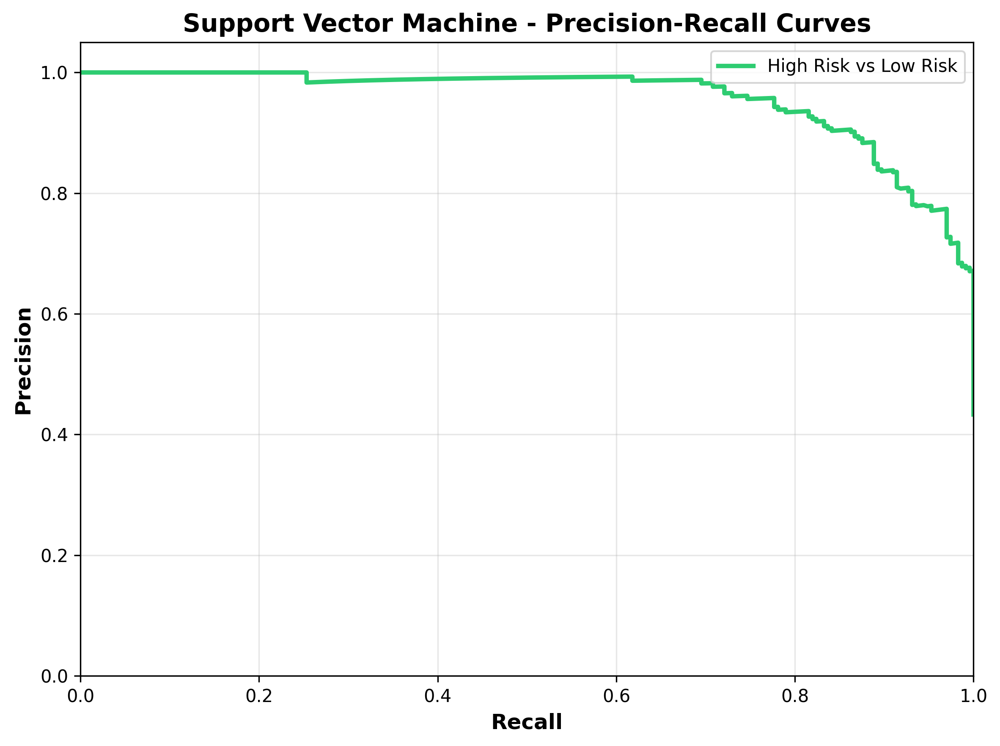 Support Vector Machine - Precision-Recall Curves
High Risk vs Low Risk
Precision
1.0
0.8
0.6
0.4
0.2
0.0
0.0 0.2 0.4 0.6 0.8 1.0
Recall